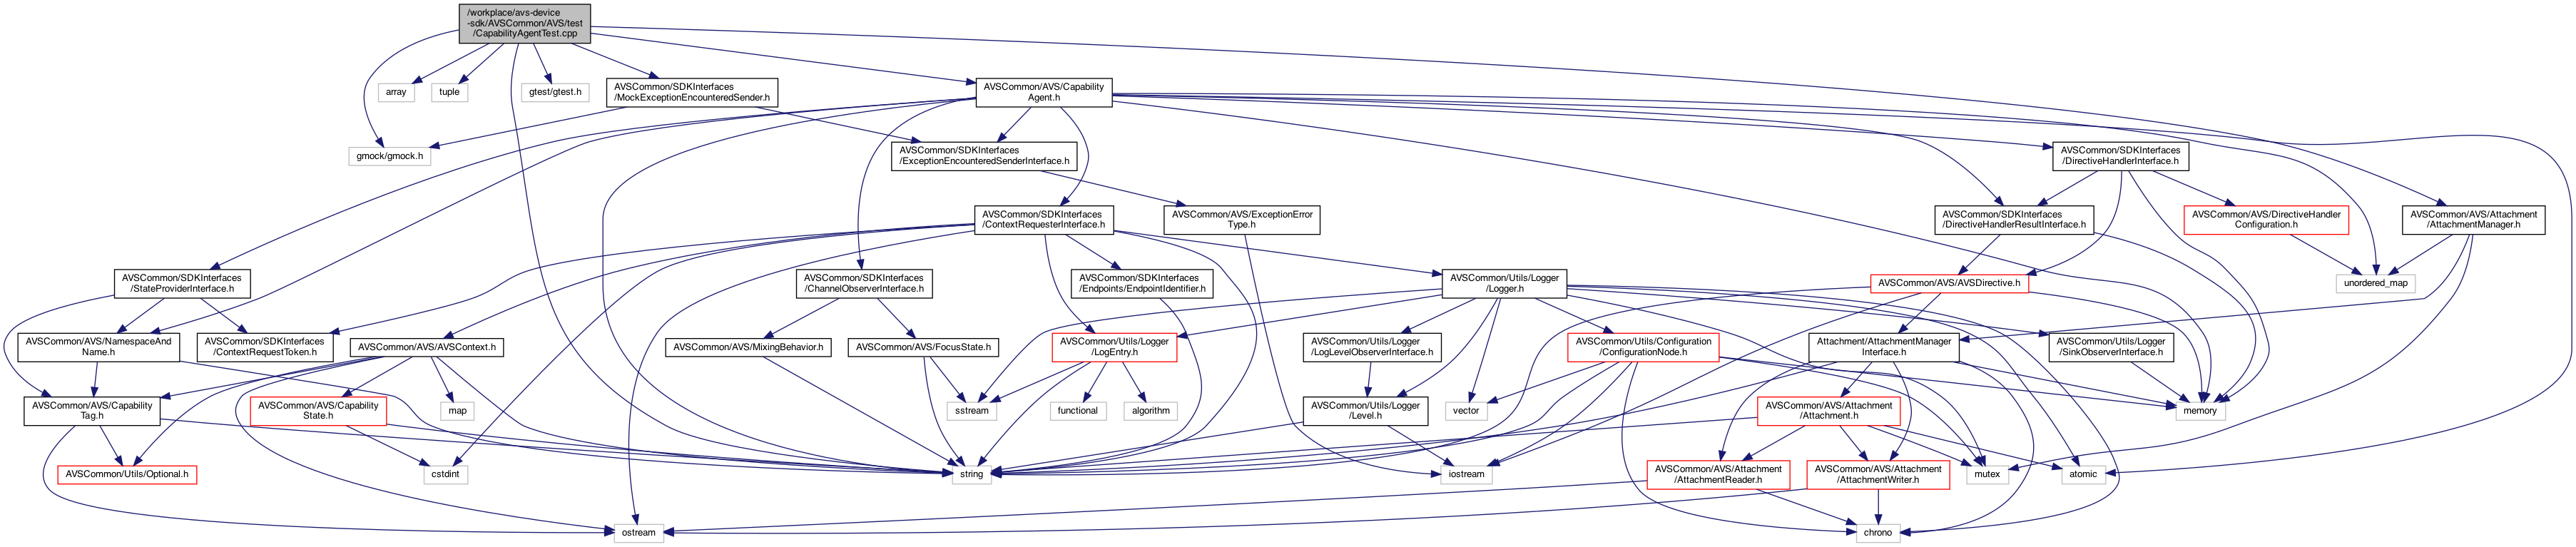 /workplace/avs-device
-sdk/AVSCommon/AVS/test
/CapabilityAgentTest.cpp
array
tuple
gtest/gtest.h
AVSCommon/SDKInterfaces
/MockExceptionEncounteredSender.h
AVSCommon/AVS/Capability
Agent.h
gmock/gmock.h
AVSCommon/SDKInterfaces
/ExceptionEncounteredSenderInterface.h
AVSCommon/SDKInterfaces
/DirectiveHandlerInterface.h
AVSCommon/SDKInterfaces
/ContextRequesterInterface.h
AVSCommon/AVS/ExceptionError
Type.h
AVSCommon/SDKInterfaces
/DirectiveHandlerResultInterface.h
AVSCommon/AVS/DirectiveHandler
Configuration.h
AVSCommon/AVS/Attachment
/AttachmentManager.h
AVSCommon/SDKInterfaces
/StateProviderInterface.h
AVSCommon/SDKInterfaces
/ChannelObserverInterface.h
AVSCommon/SDKInterfaces
/Endpoints/EndpointIdentifier.h
AVSCommon/Utils/Logger
/Logger.h
AVSCommon/AVS/AVSDirective.h
unordered_map
AVSCommon/AVS/NamespaceAnd
Name.h
AVSCommon/SDKInterfaces
/ContextRequestToken.h
AVSCommon/AVS/AVSContext.h
AVSCommon/AVS/MixingBehavior.h
AVSCommon/AVS/FocusState.h
AVSCommon/Utils/Logger
/LogEntry.h
AVSCommon/Utils/Logger
/LogLevelObserverInterface.h
AVSCommon/Utils/Configuration
/ConfigurationNode.h
Attachment/AttachmentManager
Interface.h
AVSCommon/Utils/Logger
/SinkObserverInterface.h
AVSCommon/AVS/Capability
Tag.h
AVSCommon/AVS/Capability
State.h
map
sstream
functional
algorithm
AVSCommon/Utils/Logger
/Level.h
vector
AVSCommon/AVS/Attachment
/Attachment.h
memory
AVSCommon/Utils/Optional.h
cstdint
string
iostream
AVSCommon/AVS/Attachment
/AttachmentReader.h
AVSCommon/AVS/Attachment
/AttachmentWriter.h
mutex
atomic
ostream
chrono